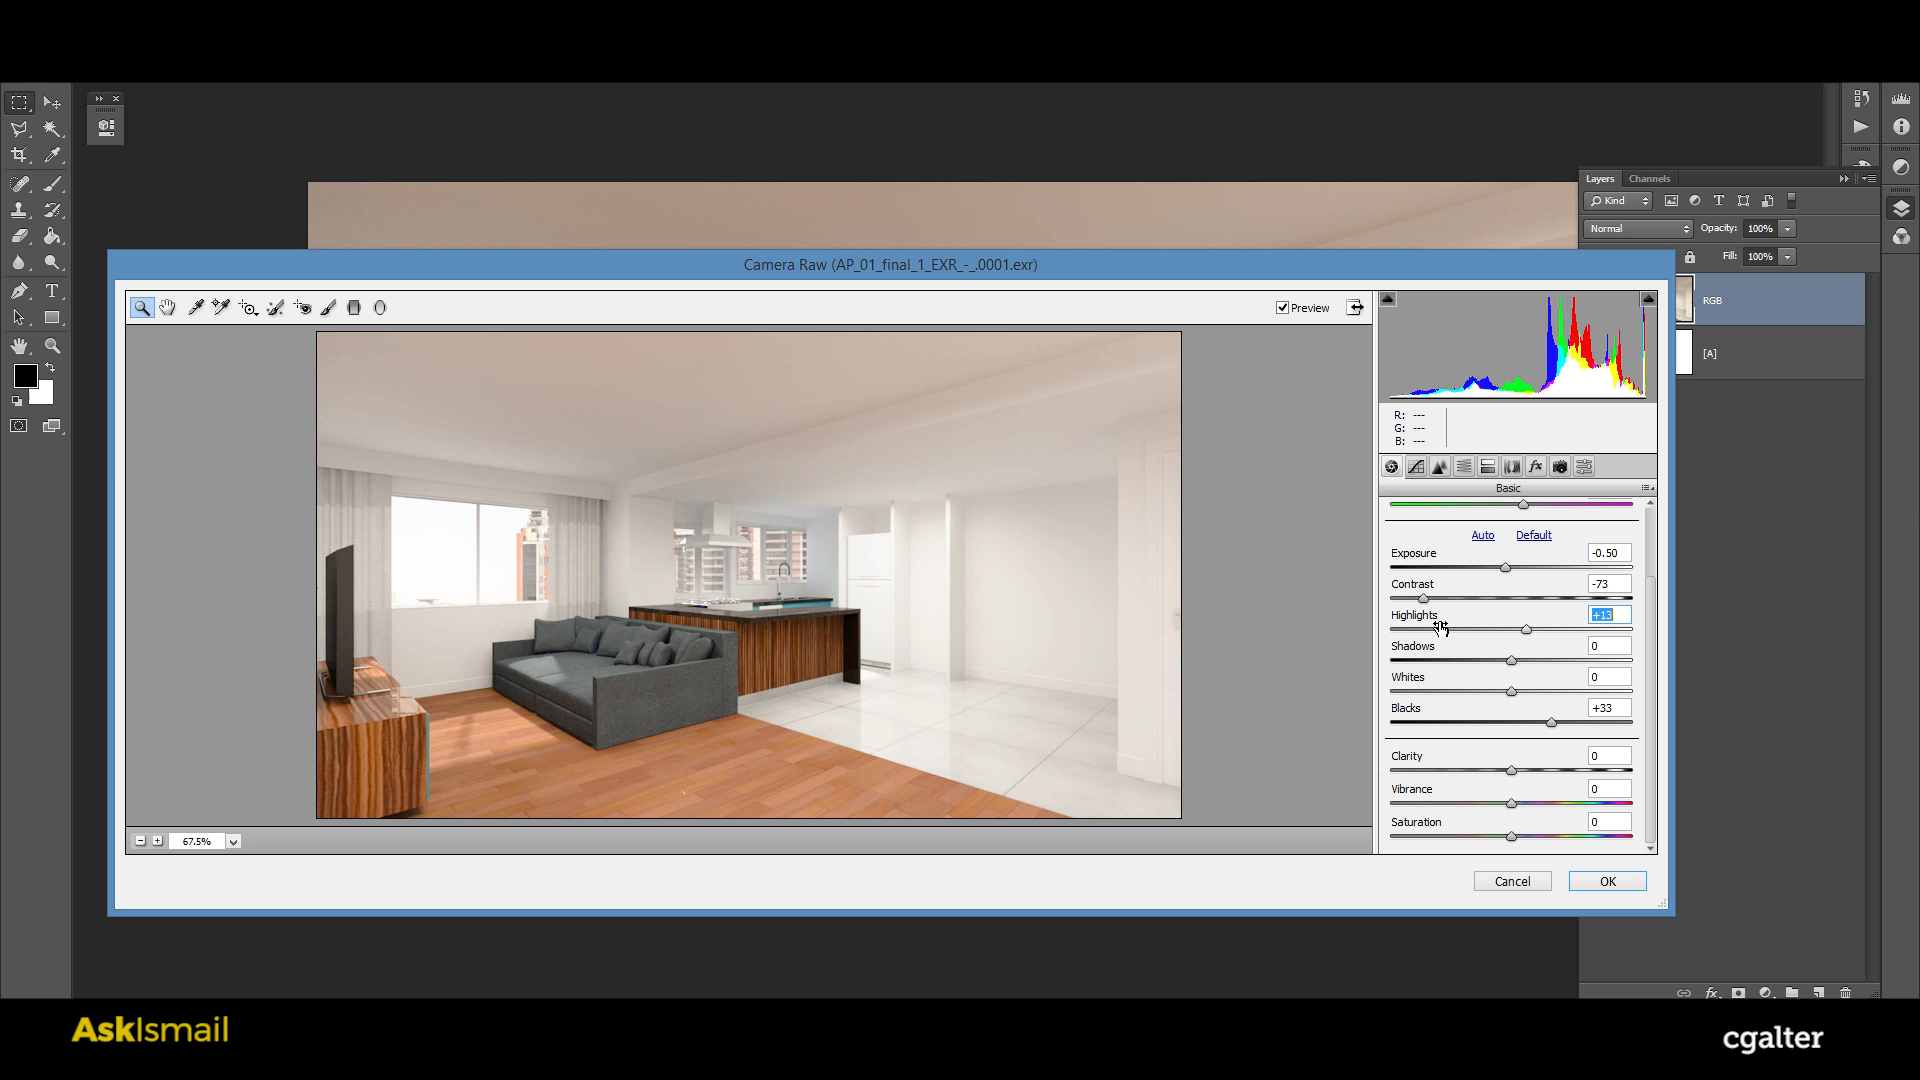 Layers Channels
Kind
Normal Opacity: 100%
Fill: 100%
RGB
[A]
Camera Raw (AP_01_final_1_EXR_-_.0001.exr)
Preview
R: ---
G: ---
B: ---
Basic
Auto Default
Exposure -0.50
Contrast -73
Highlights +13
Shadows 0
Whites 0
Blacks +33
Clarity 0
Vibrance 0
Saturation 0
67.5%
Cancel OK
AskIsmail
cgalter